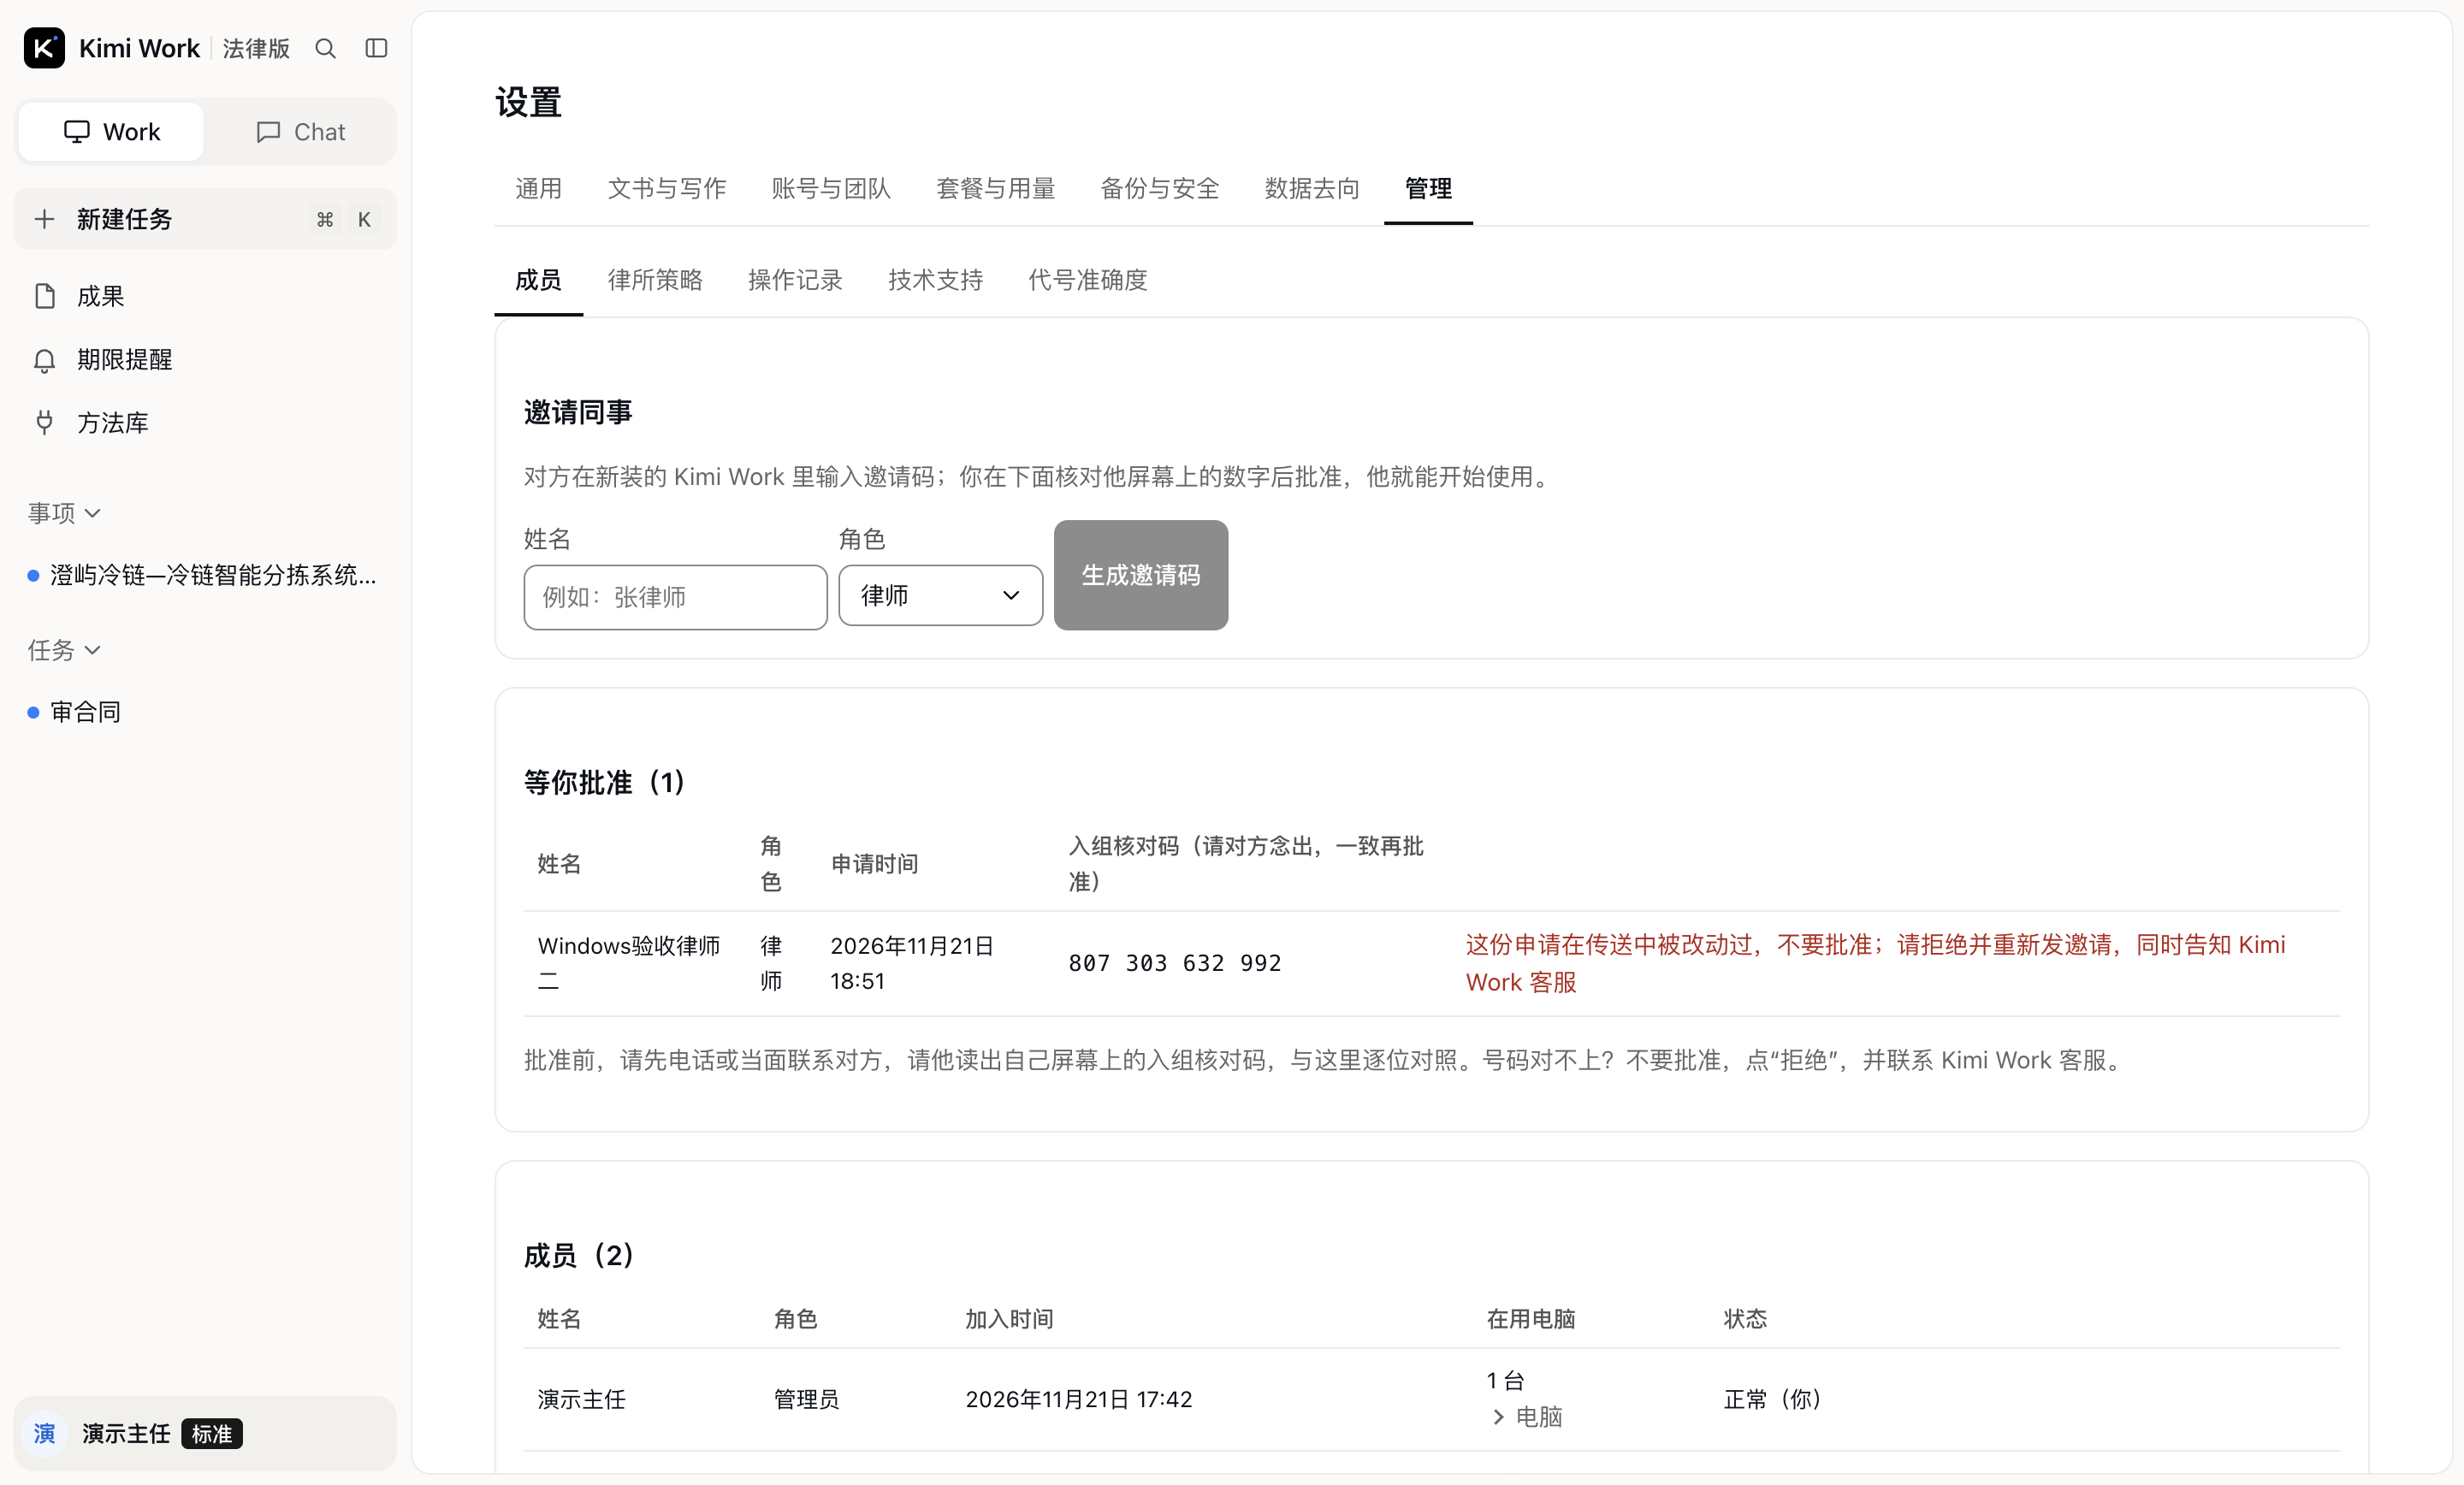 Kimi Work 法律版
Work Chat
新建任务 ⌘ K
成果
期限提醒
方法库
事项
澄屿冷链—冷链智能分拣系统...
任务
审合同
演 演示主任 标准
设置
通用 文书与写作 账号与团队 套餐与用量 备份与安全 数据去向 管理
成员 律所策略 操作记录 技术支持 代号准确度
邀请同事
对方在新装的 Kimi Work 里输入邀请码；你在下面核对他屏幕上的数字后批准，他就能开始使用。
姓名 角色
例如：张律师 律师 生成邀请码
等你批准（1）
姓名 角色 申请时间 入组核对码（请对方念出，一致再批
准）
Windows验收律师 律 2026年11月21日 807 303 632 992 这份申请在传送中被改动过，不要批准；请拒绝并重新发邀请，同时告知 Kimi
二 师 18:51 Work 客服
批准前，请先电话或当面联系对方，请他读出自己屏幕上的入组核对码，与这里逐位对照。号码对不上？不要批准，点“拒绝”，并联系 Kimi Work 客服。
成员（2）
姓名 角色 加入时间 在用电脑 状态
演示主任 管理员 2026年11月21日 17:42 1 台 正常（你）
电脑